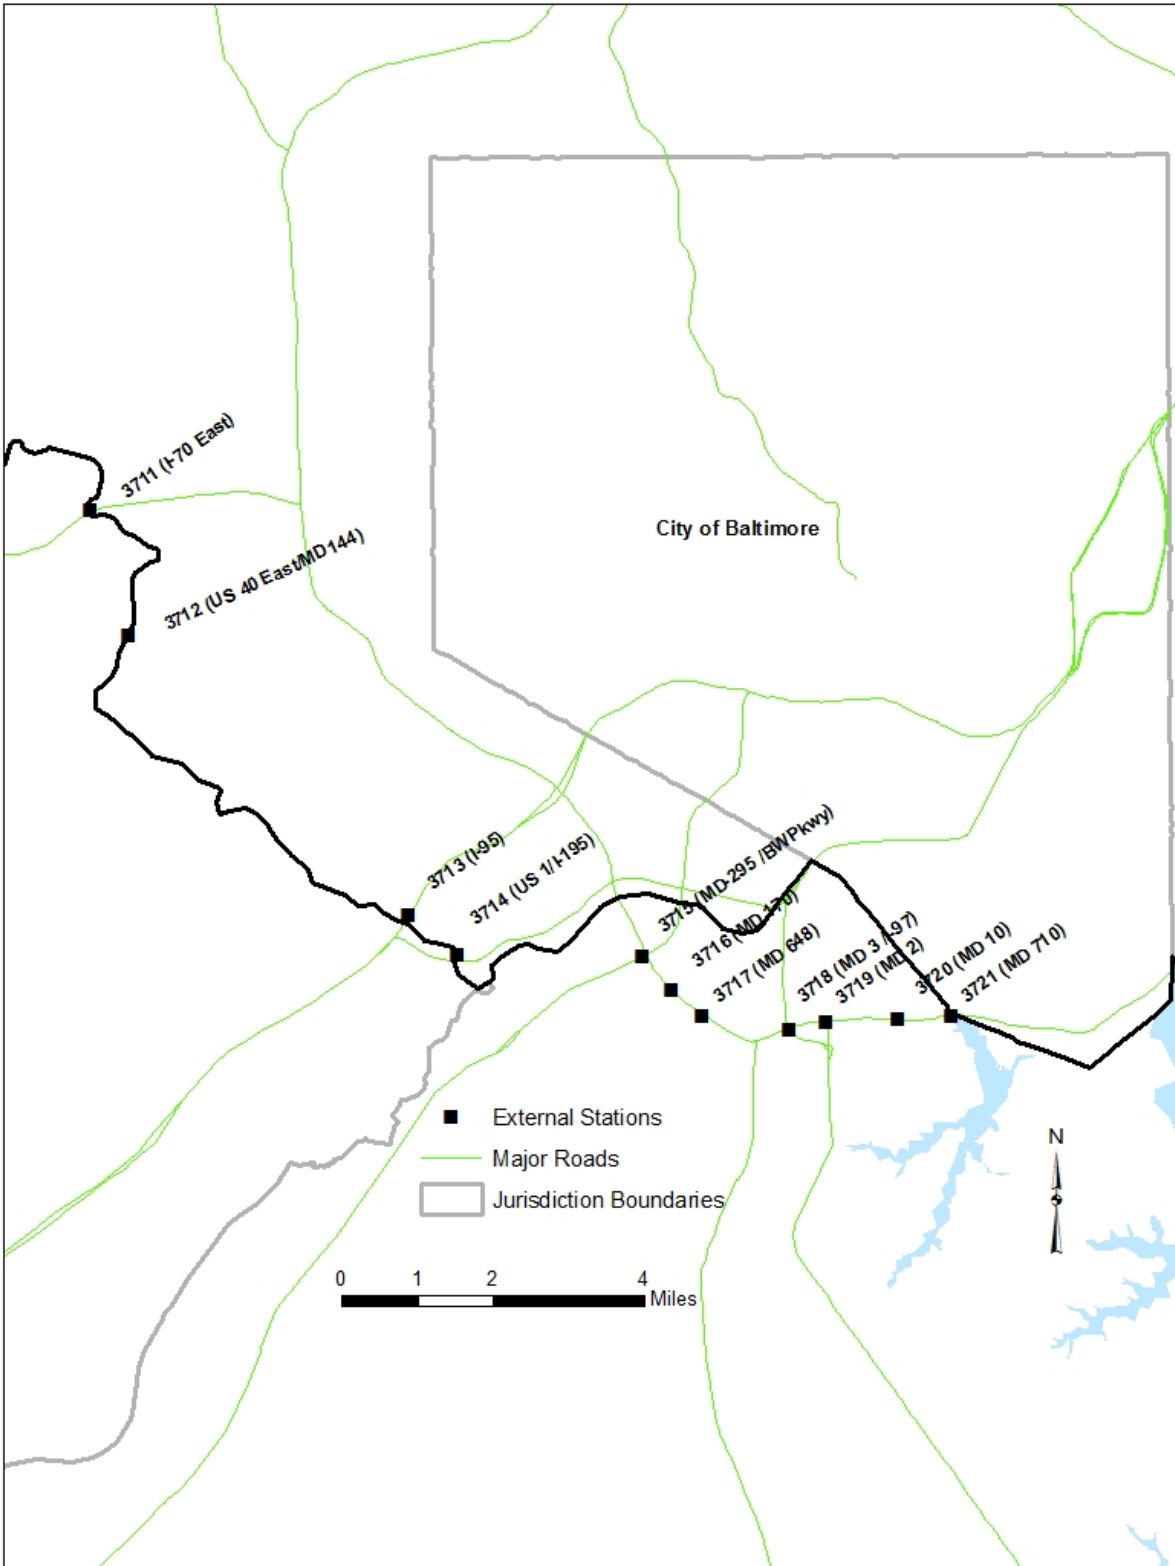 3711 (I-70 East)
City of Baltimore
3712 (US 40 East/MD144)
3713 (I-95)
3714 (US 1/I-195)
3715 (MD-295 /BWPkwy)
3716 (MD 170)
3717 (MD 648)
3718 (MD 3 /I-97)
3719 (MD 2)
3720 (MD 10)
3721 (MD 710)
External Stations
Major Roads
Jurisdiction Boundaries
N
0 1 2 4
Miles